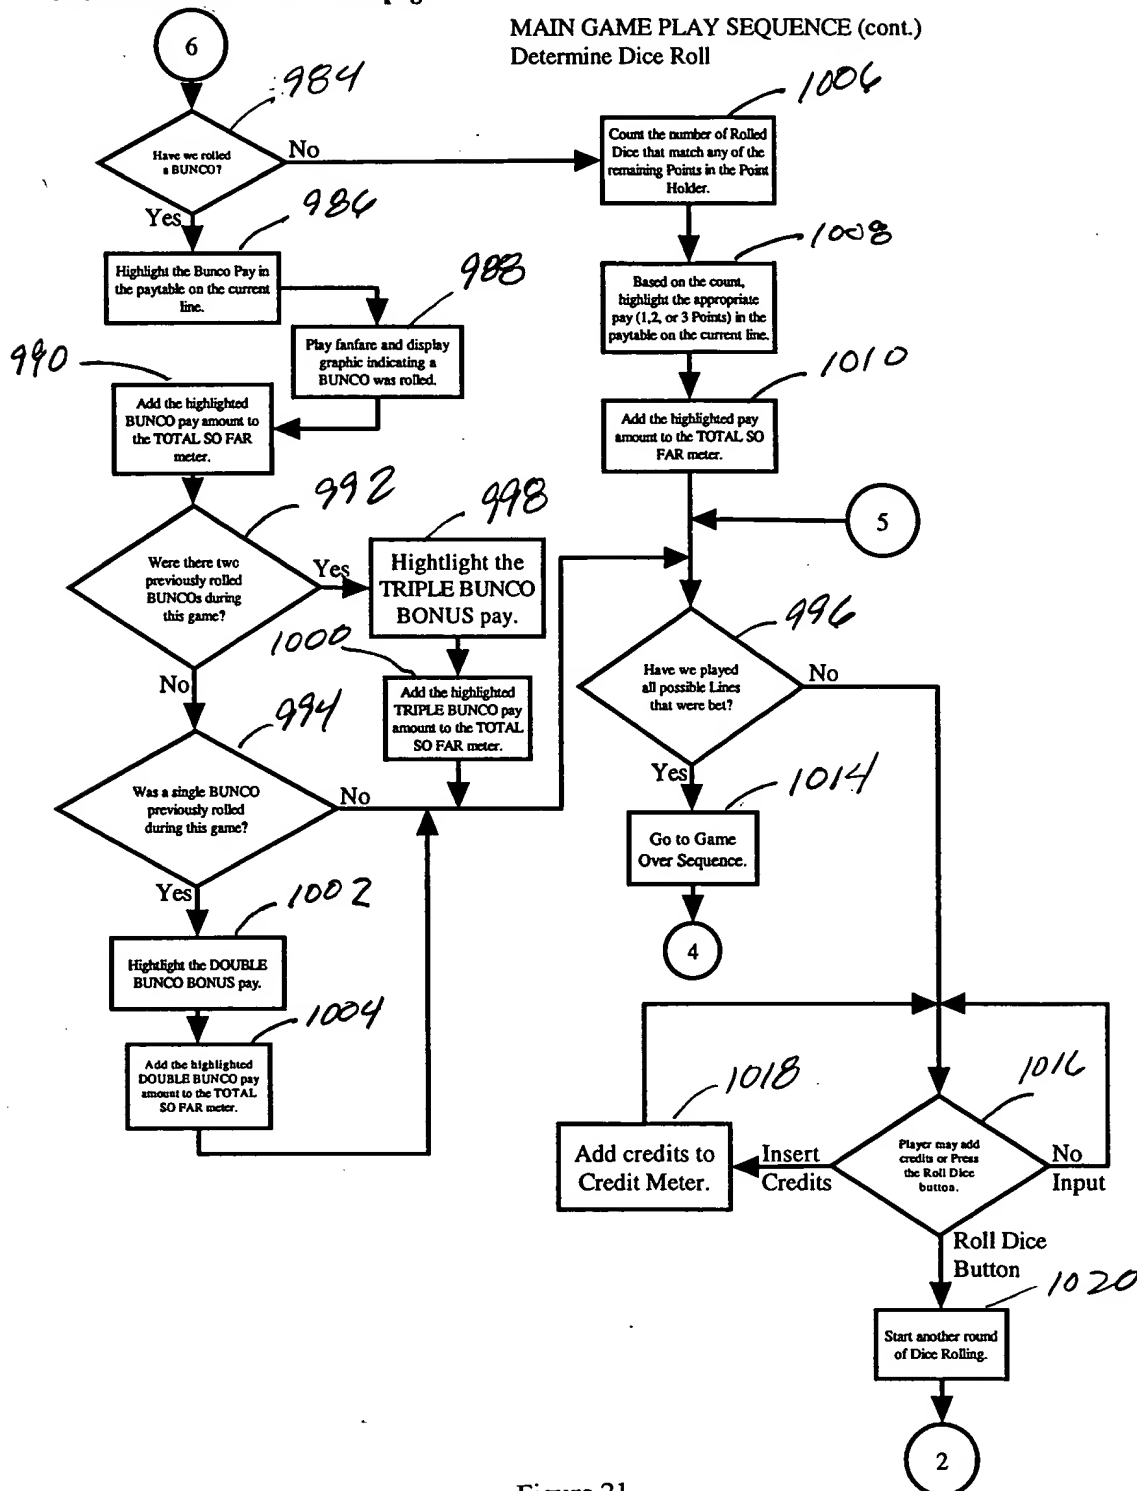 MAIN GAME PLAY SEQUENCE (cont.)
Determine Dice Roll
6
984
Have we rolled
a BUNCO?
No
Yes
986
Highlight the Bunco Pay in
the paytable on the current
line.
988
Play fanfare and display
graphic indicating a
BUNCO was rolled.
990
Add the highlighted
BUNCO pay amount to
the TOTAL SO FAR
meter.
992
Were there two
previously rolled
BUNCOs during
this game?
Yes
No
998
Hightlight the
TRIPLE BUNCO
BONUS pay.
1000
Add the highlighted
TRIPLE BUNCO pay
amount to the TOTAL
SO FAR meter.
994
Was a single BUNCO
previously rolled
during this game?
No
Yes
1002
Hightlight the DOUBLE
BUNCO BONUS pay.
1004
Add the highlighted
DOUBLE BUNCO pay
amount to the TOTAL
SO FAR meter.
1006
Count the number of Rolled
Dice that match any of the
remaining Points in the Point
Holder.
1008
Based on the count,
highlight the appropriate
pay (1,2, or 3 Points) in the
paytable on the current line.
1010
Add the highlighted pay
amount to the TOTAL SO
FAR meter.
5
996
Have we played
all possible Lines
that were bet?
No
Yes
1014
Go to Game
Over Sequence.
4
1016
Player may add
credits or Press
the Roll Dice
button.
Insert
Credits
No
Input
1018
Add credits to
Credit Meter.
Roll Dice
Button
1020
Start another round
of Dice Rolling.
2
Figure 21